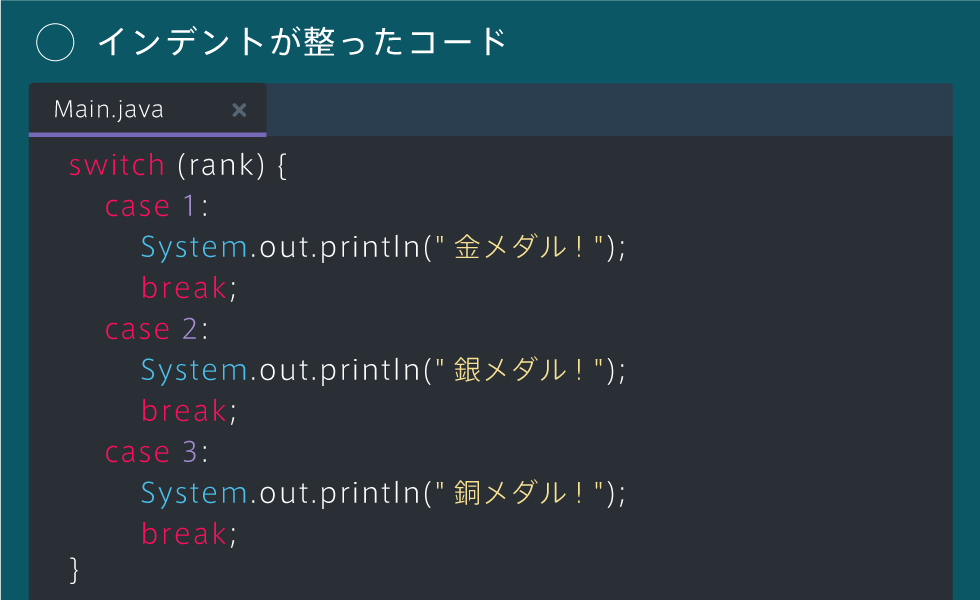 ◯ インデントが整ったコード
Main.java ×
switch (rank) {
case 1:
System.out.println(" 金メダル ! ");
break;
case 2:
System.out.println(" 銀メダル ! ");
break;
case 3:
System.out.println(" 銅メダル ! ");
break;
}